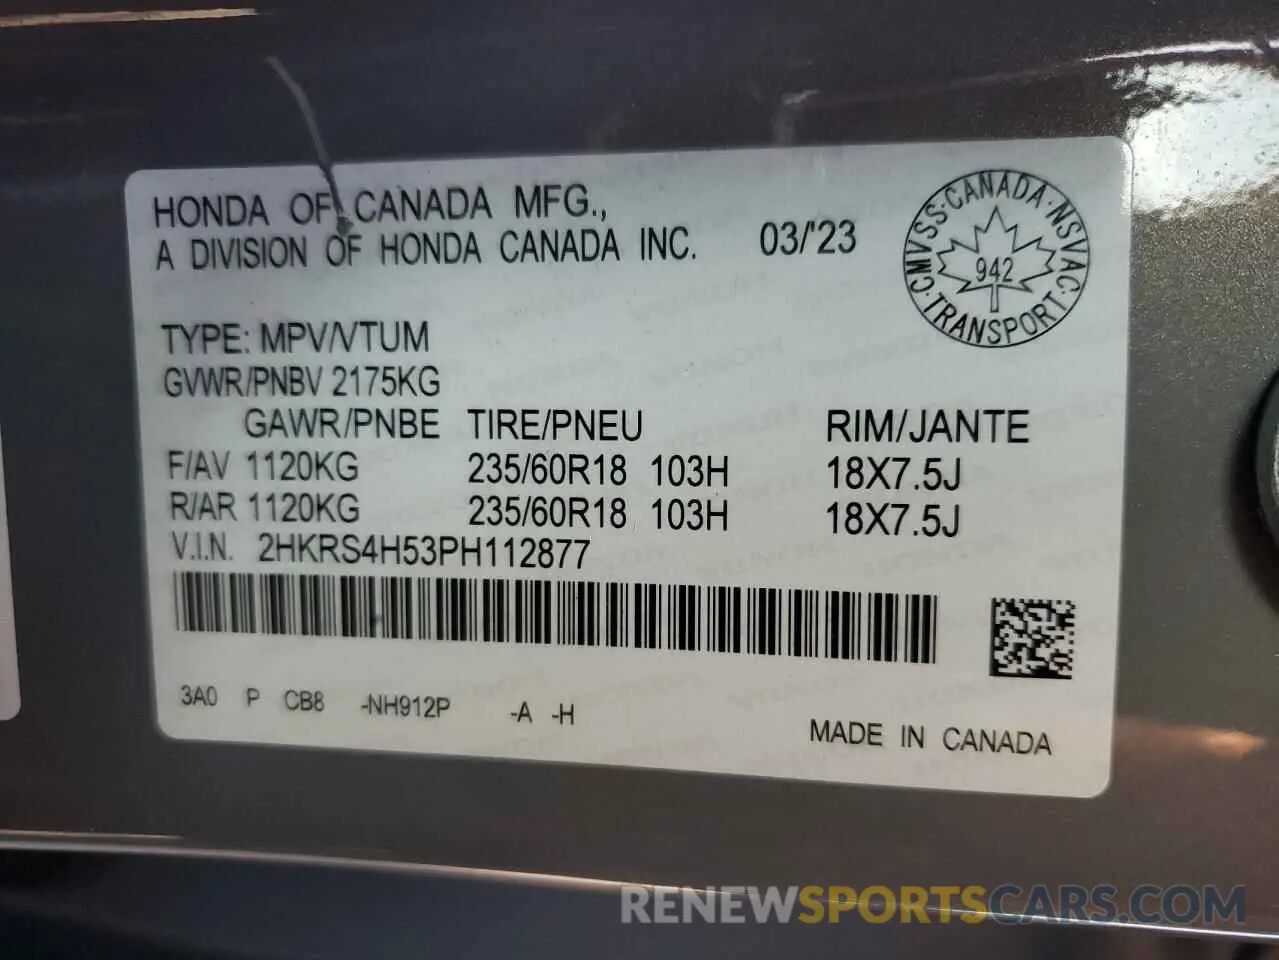 HONDA OF CANADA MFG.,
A DIVISION OF HONDA CANADA INC. 03/'23
CMVSS·CANADA·NSVAC·TRANSPORT·
942
TYPE: MPV/VTUM
GVWR/PNBV 2175KG
GAWR/PNBE TIRE/PNEU RIM/JANTE
F/AV 1120KG 235/60R18 103H 18X7.5J
R/AR 1120KG 235/60R18 103H 18X7.5J
V.I.N. 2HKRS4H53PH112877
3A0 P CB8 -NH912P -A -H
MADE IN CANADA
RENEWSPORTSCARS.COM